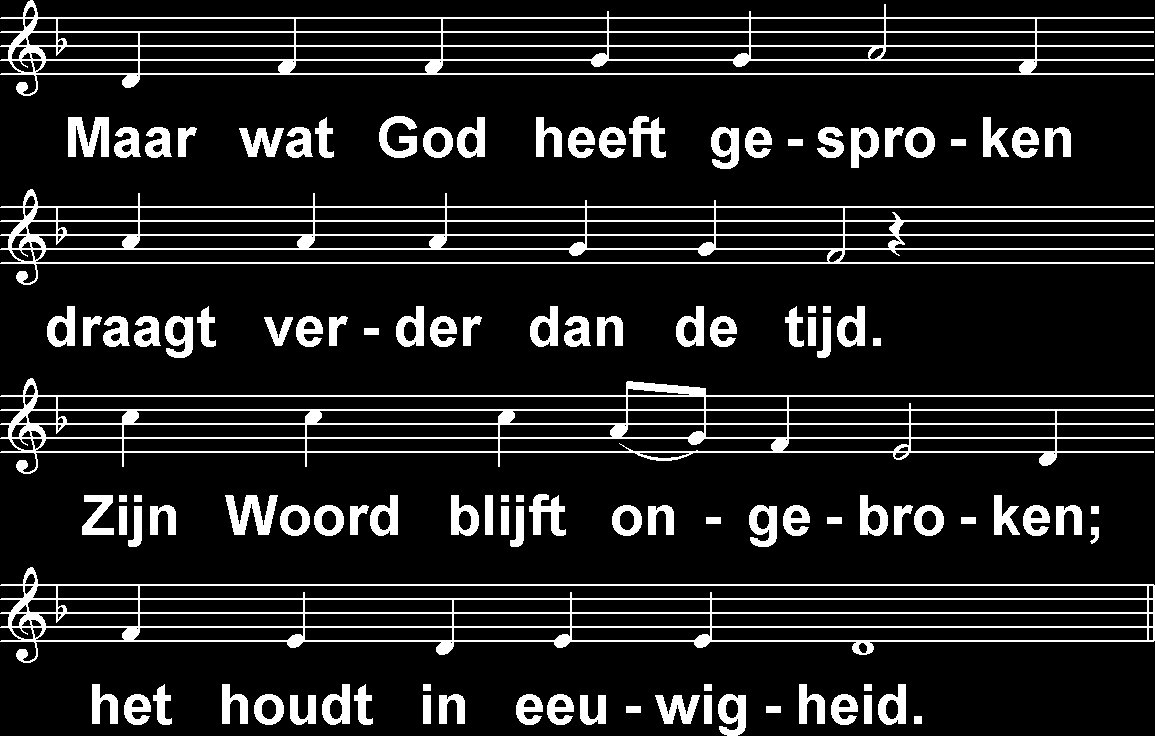 Maar wat God heeft ge - spro - ken
draagt ver - der dan de tijd.
Zijn Woord blijft on - ge - bro - ken;
het houdt in eeu - wig - heid.